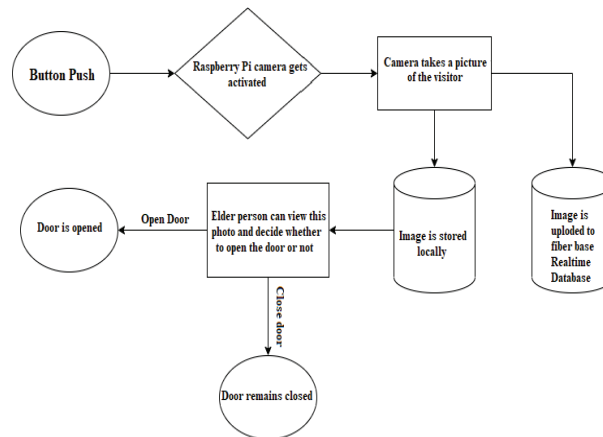 Button Push
Raspberry Pi camera gets
activated
Camera takes a picture
of the visitor
Door is opened
Open Door
Elder person can view this
photo and decide whether
to open the door or not
Image is stored
locally
Image is
uploded to
fiber base
Realtime
Database
Close door
Door remains closed